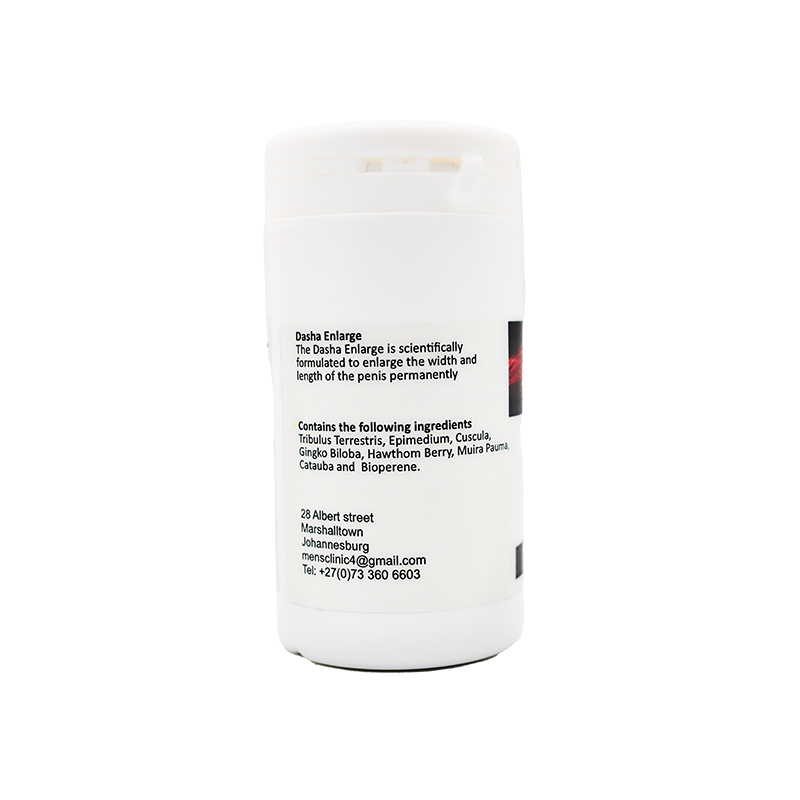 Dasha Enlarge
The Dasha Enlarge is scientifically
formulated to enlarge the width and
length of the penis permanently
Contains the following ingredients
Tribulus Terrestris, Epimedium, Cuscula,
Gingko Biloba, Hawthom Berry, Muira Pauma,
Catauba and Bioperene.
28 Albert street
Marshalltown
Johannesburg
mensclinic4@gmail.com
Tel: +27(0)73 360 6603